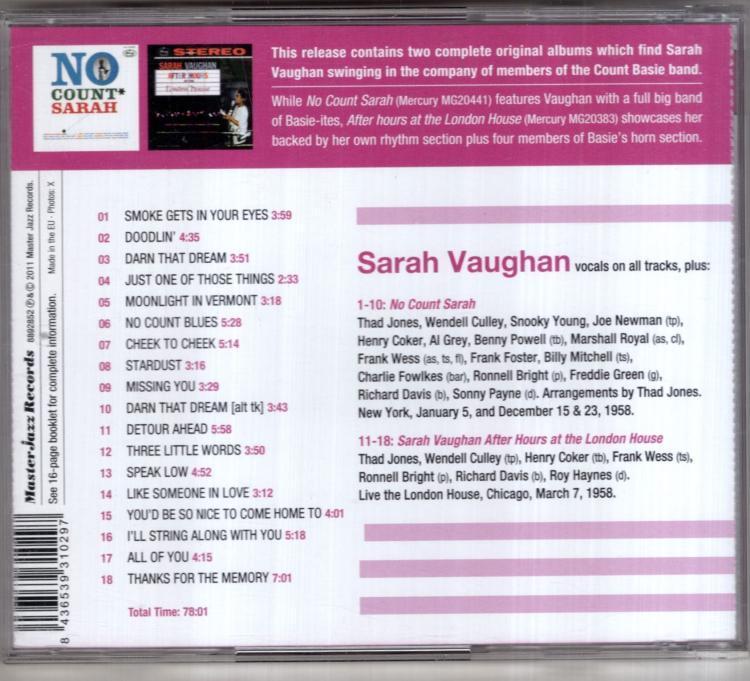 NO
COUNT*
SARAH
STEREO
SARAH VAUGHAN
AFTER HOURS
London House
This release contains two complete original albums which find Sarah
Vaughan swinging in the company of members of the Count Basie band.
While No Count Sarah (Mercury MG20441) features Vaughan with a full big band
of Basie-ites, After hours at the London House (Mercury MG20383) showcases her
backed by her own rhythm section plus four members of Basie's horn section.
01 SMOKE GETS IN YOUR EYES 3:59
02 DOODLIN' 4:35
03 DARN THAT DREAM 3:51
04 JUST ONE OF THOSE THINGS 2:33
05 MOONLIGHT IN VERMONT 3:18
06 NO COUNT BLUES 5:28
07 CHEEK TO CHEEK 5:14
08 STARDUST 3:16
09 MISSING YOU 3:29
10 DARN THAT DREAM [alt tk] 3:43
11 DETOUR AHEAD 5:58
12 THREE LITTLE WORDS 3:50
13 SPEAK LOW 4:52
14 LIKE SOMEONE IN LOVE 3:12
15 YOU'D BE SO NICE TO COME HOME TO 4:01
16 I'LL STRING ALONG WITH YOU 5:18
17 ALL OF YOU 4:15
18 THANKS FOR THE MEMORY 7:01
Total Time: 78:01
Sarah Vaughan vocals on all tracks, plus:
1-10: No Count Sarah
Thad Jones, Wendell Culley, Snooky Young, Joe Newman (tp),
Henry Coker, Al Grey, Benny Powell (tb), Marshall Royal (as, cl),
Frank Wess (as, ts, fl), Frank Foster, Billy Mitchell (ts),
Charlie Fowlkes (bar), Ronnell Bright (p), Freddie Green (g),
Richard Davis (b), Sonny Payne (d). Arrangements by Thad Jones.
New York, January 5, and December 15 & 23, 1958.
11-18: Sarah Vaughan After Hours at the London House
Thad Jones, Wendell Culley (tp), Henry Coker (tb), Frank Wess (ts),
Ronnell Bright (p), Richard Davis (b), Roy Haynes (d).
Live the London House, Chicago, March 7, 1958.
Master Jazz Records 8892852 ℗&© 2011 Master Jazz Records.
See 16-page booklet for complete information. Made in the EU · Photos: X
8 436539 310297